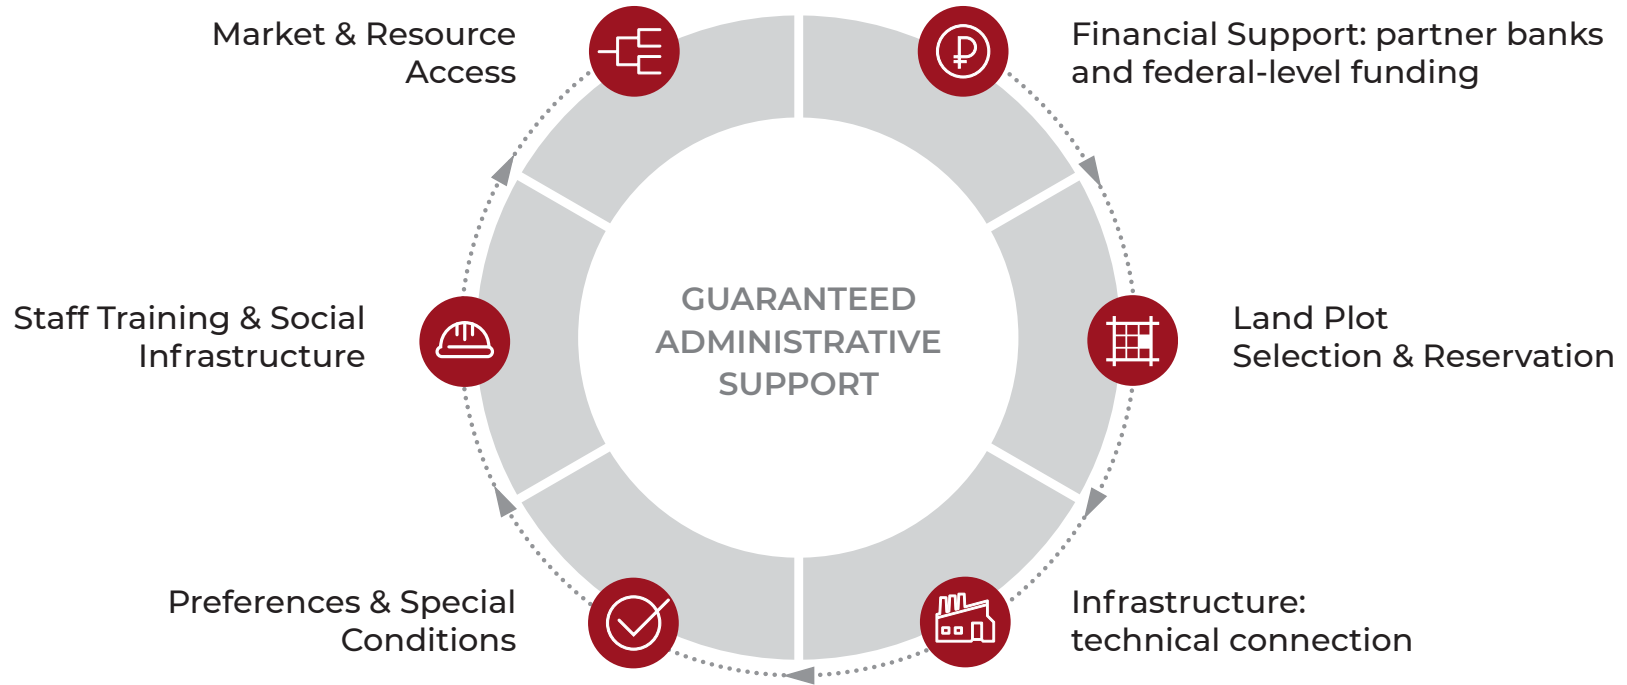 Market & Resource
Access
Financial Support: partner banks
and federal-level funding
Staff Training & Social
Infrastructure
GUARANTEED
ADMINISTRATIVE
SUPPORT
Land Plot
Selection & Reservation
Preferences & Special
Conditions
Infrastructure:
technical connection